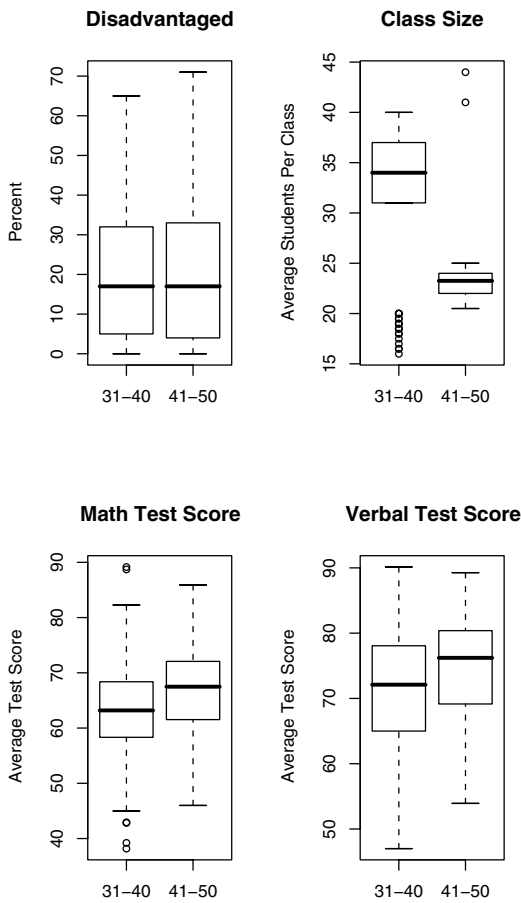 Disadvantaged
Percent
0 10 20 30 40 50 60 70
31–40 41–50
Class Size
Average Students Per Class
15 20 25 30 35 40 45
31–40 41–50
Math Test Score
Average Test Score
40 50 60 70 80 90
31–40 41–50
Verbal Test Score
Average Test Score
50 60 70 80 90
31–40 41–50